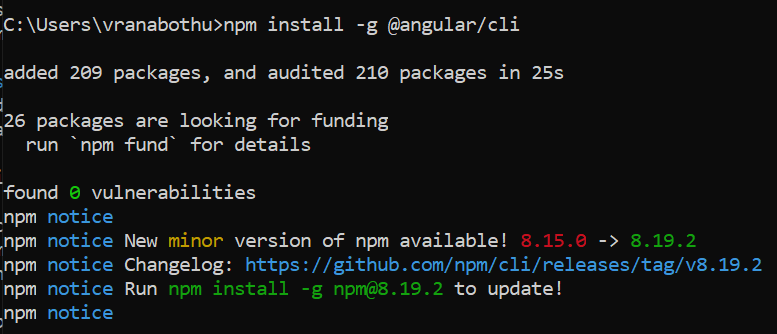 C:\Users\vranabothu>npm install -g @angular/cli
added 209 packages, and audited 210 packages in 25s
26 packages are looking for funding
run `npm fund` for details
found 0 vulnerabilities
npm notice
npm notice New minor version of npm available! 8.15.0 -> 8.19.2
npm notice Changelog: https://github.com/npm/cli/releases/tag/v8.19.2
npm notice Run npm install -g npm@8.19.2 to update!
npm notice